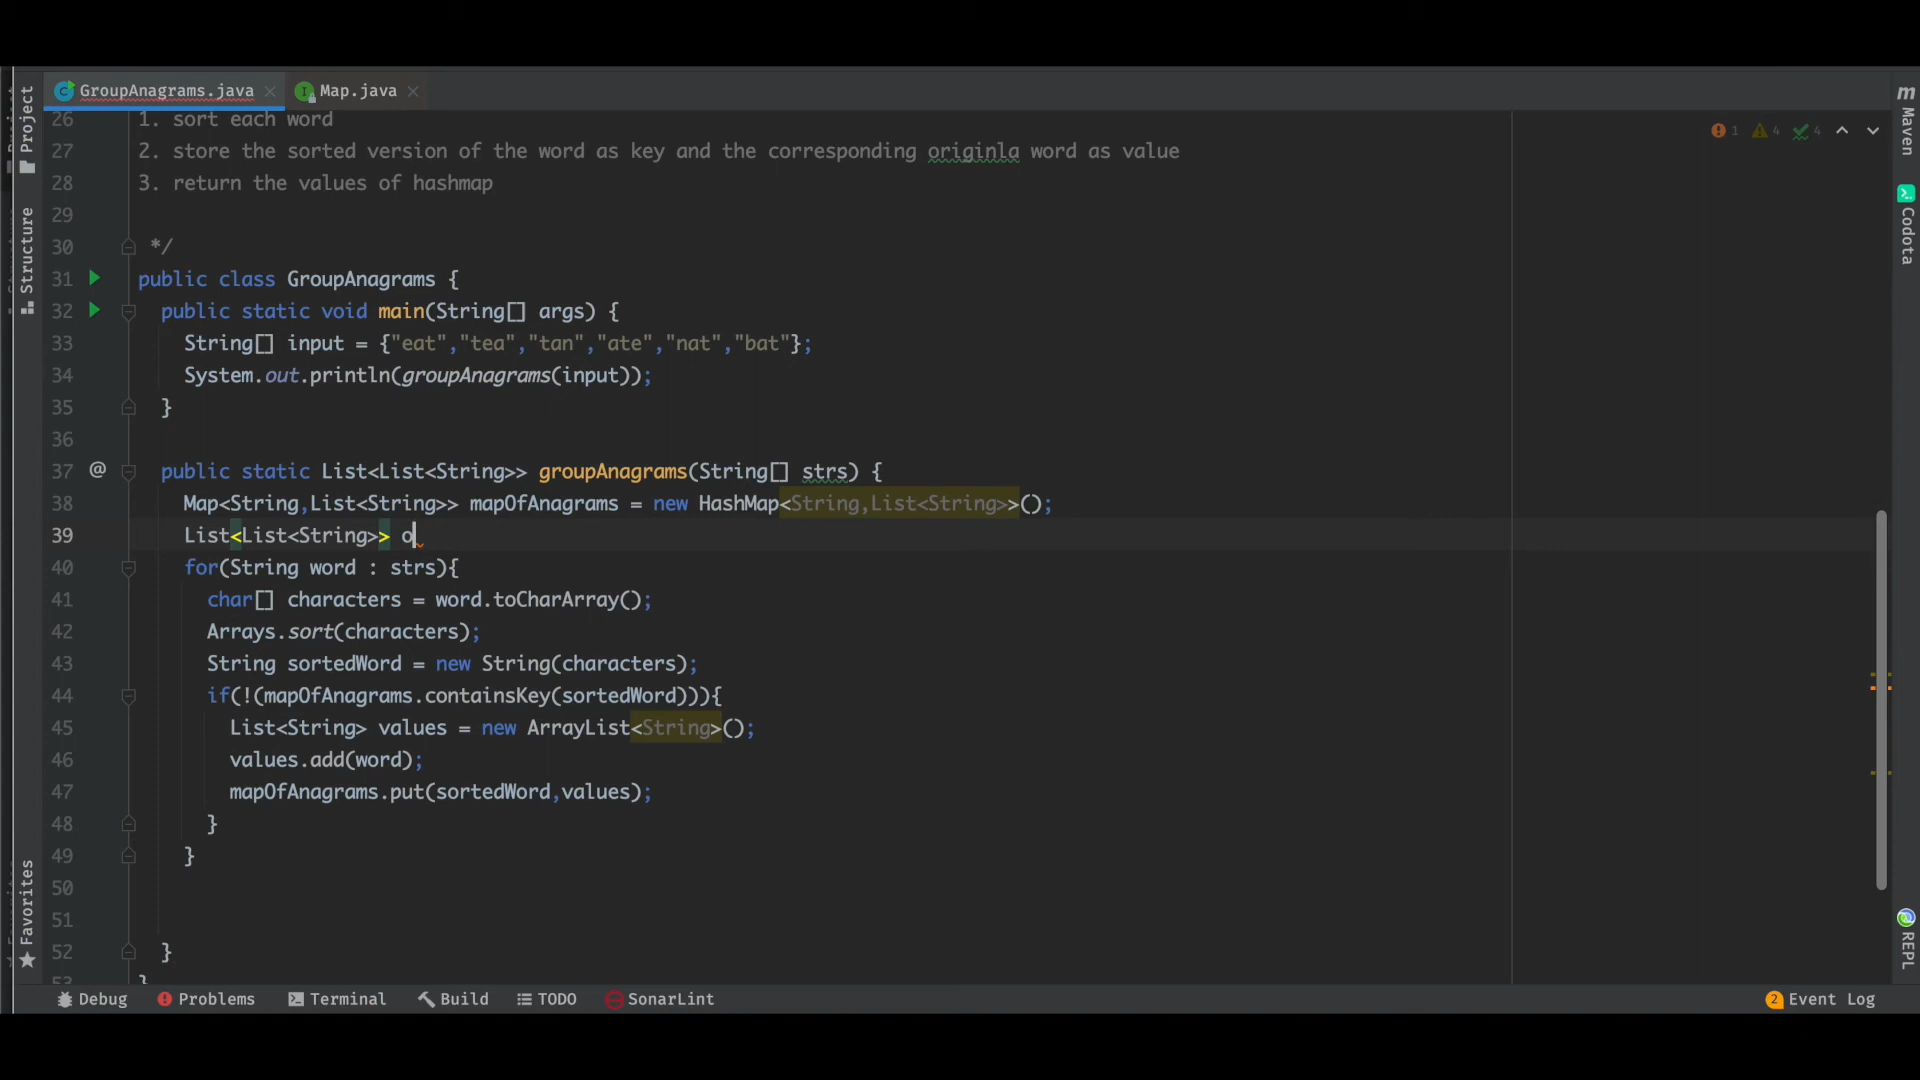 GroupAnagrams.java
Map.java
26 1. sort each word
27 2. store the sorted version of the word as key and the corresponding originla word as value
28 3. return the values of hashmap
29
30 */
31 public class GroupAnagrams {
32 public static void main(String[] args) {
33 String[] input = {"eat","tea","tan","ate","nat","bat"};
34 System.out.println(groupAnagrams(input));
35 }
36
37 @ public static List<List<String>> groupAnagrams(String[] strs) {
38 Map<String,List<String>> mapOfAnagrams = new HashMap<String,List<String>>();
39 List<List<String>> o
40 for(String word : strs){
41 char[] characters = word.toCharArray();
42 Arrays.sort(characters);
43 String sortedWord = new String(characters);
44 if(!(mapOfAnagrams.containsKey(sortedWord))){
45 List<String> values = new ArrayList<String>();
46 values.add(word);
47 mapOfAnagrams.put(sortedWord,values);
48 }
49 }
50
51
52 }
53 }
Project
Structure
Favorites
1 4 4
m
Maven
Codota
REPL
Debug
Problems
Terminal
Build
TODO
SonarLint
2 Event Log